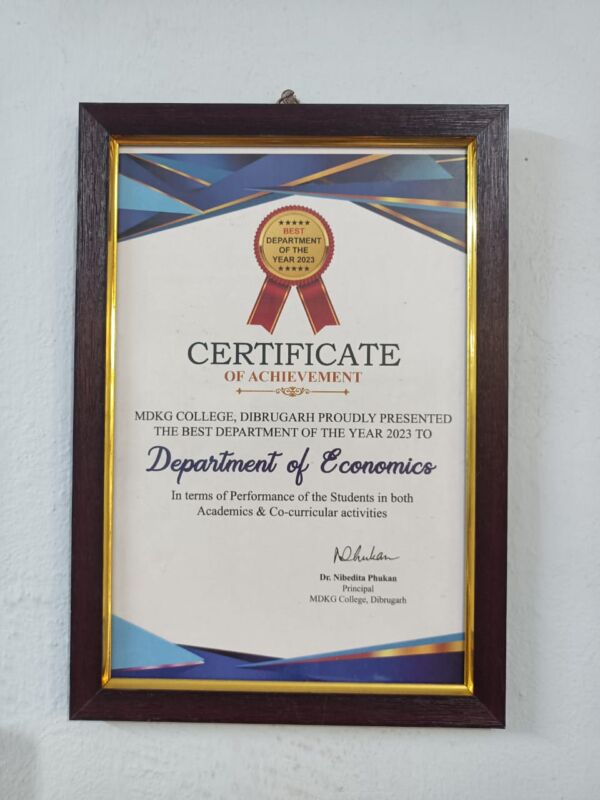 ★★★★★
BEST
DEPARTMENT
OF THE
YEAR 2023
★★★★★
CERTIFICATE
OF ACHIEVEMENT
MDKG COLLEGE, DIBRUGARH PROUDLY PRESENTED
THE BEST DEPARTMENT OF THE YEAR 2023 TO
Department of Economics
In terms of Performance of the Students in both
Academics & Co-curricular activities
NPhukan
Dr. Nibedita Phukan
Principal
MDKG College, Dibrugarh